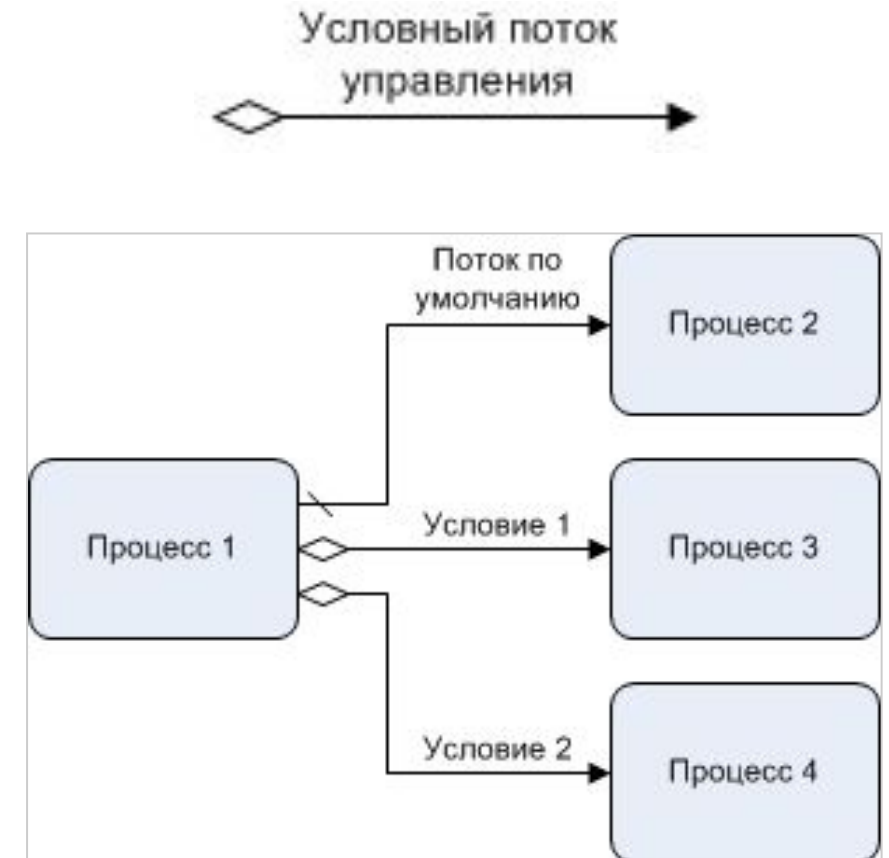 Условный поток
управления
Поток по
умолчанию
Процесс 2
Процесс 1
Условие 1
Процесс 3
Условие 2
Процесс 4